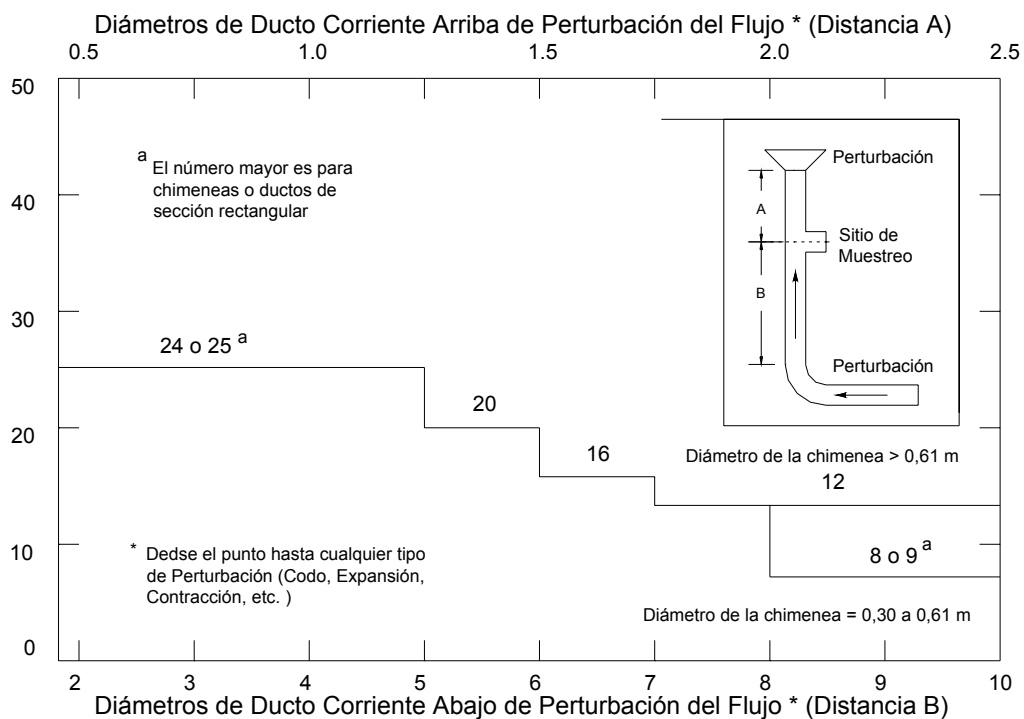 Diámetros de Ducto Corriente Arriba de Perturbación del Flujo * (Distancia A)
0.5 1.0 1.5 2.0 2.5
50
40
30
20
10
0
a El número mayor es para
chimeneas o ductos de
sección rectangular
Perturbación
A
Sitio de
Muestreo
B
Perturbación
24 o 25 a
20
16
Diámetro de la chimenea > 0,61 m
12
8 o 9 a
* Dedse el punto hasta cualquier tipo
de Perturbación (Codo, Expansión,
Contracción, etc. )
Diámetro de la chimenea = 0,30 a 0,61 m
2 3 4 5 6 7 8 9 10
Diámetros de Ducto Corriente Abajo de Perturbación del Flujo * (Distancia B)